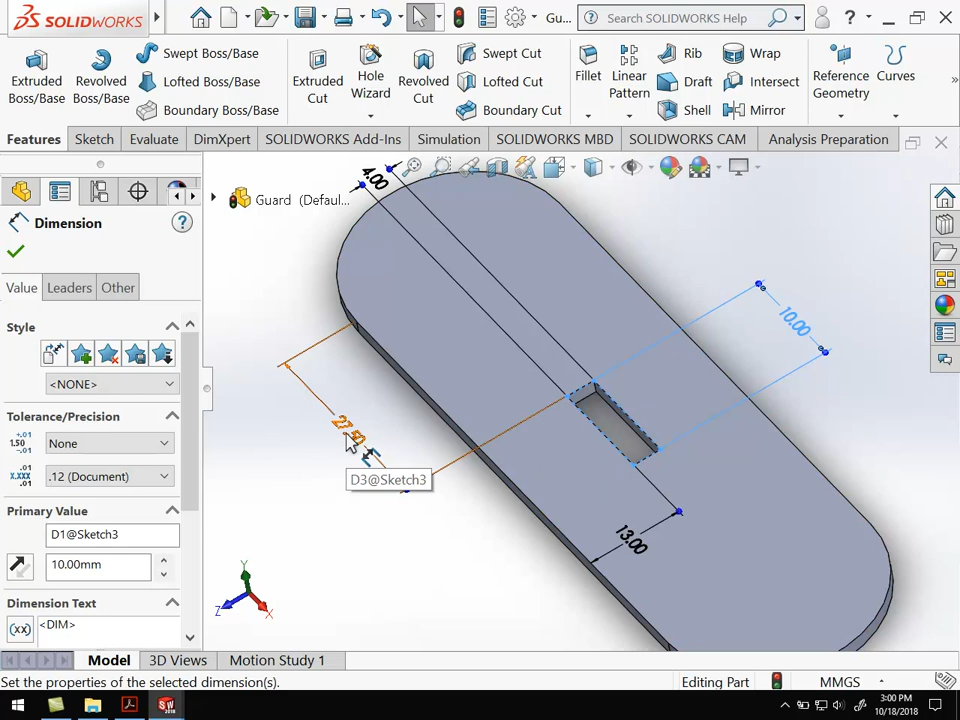 SOLIDWORKS
Gu...
Search SOLIDWORKS Help
Extruded Boss/Base
Revolved Boss/Base
Swept Boss/Base
Lofted Boss/Base
Boundary Boss/Base
Extruded Cut
Hole Wizard
Revolved Cut
Swept Cut
Lofted Cut
Boundary Cut
Fillet
Linear Pattern
Rib
Draft
Shell
Wrap
Intersect
Mirror
Reference Geometry
Curves
Features
Sketch
Evaluate
DimXpert
SOLIDWORKS Add-Ins
Simulation
SOLIDWORKS MBD
SOLIDWORKS CAM
Analysis Preparation
Guard (Defaul...
Dimension
Value
Leaders
Other
Style
<NONE>
Tolerance/Precision
None
.12 (Document)
Primary Value
D1@Sketch3
10.00mm
Dimension Text
<DIM>
4.00
10.00
27.50
D3@Sketch3
13.00
Y
Z
X
Model
3D Views
Motion Study 1
Set the properties of the selected dimension(s).
Editing Part
MMGS
3:00 PM
10/18/2018